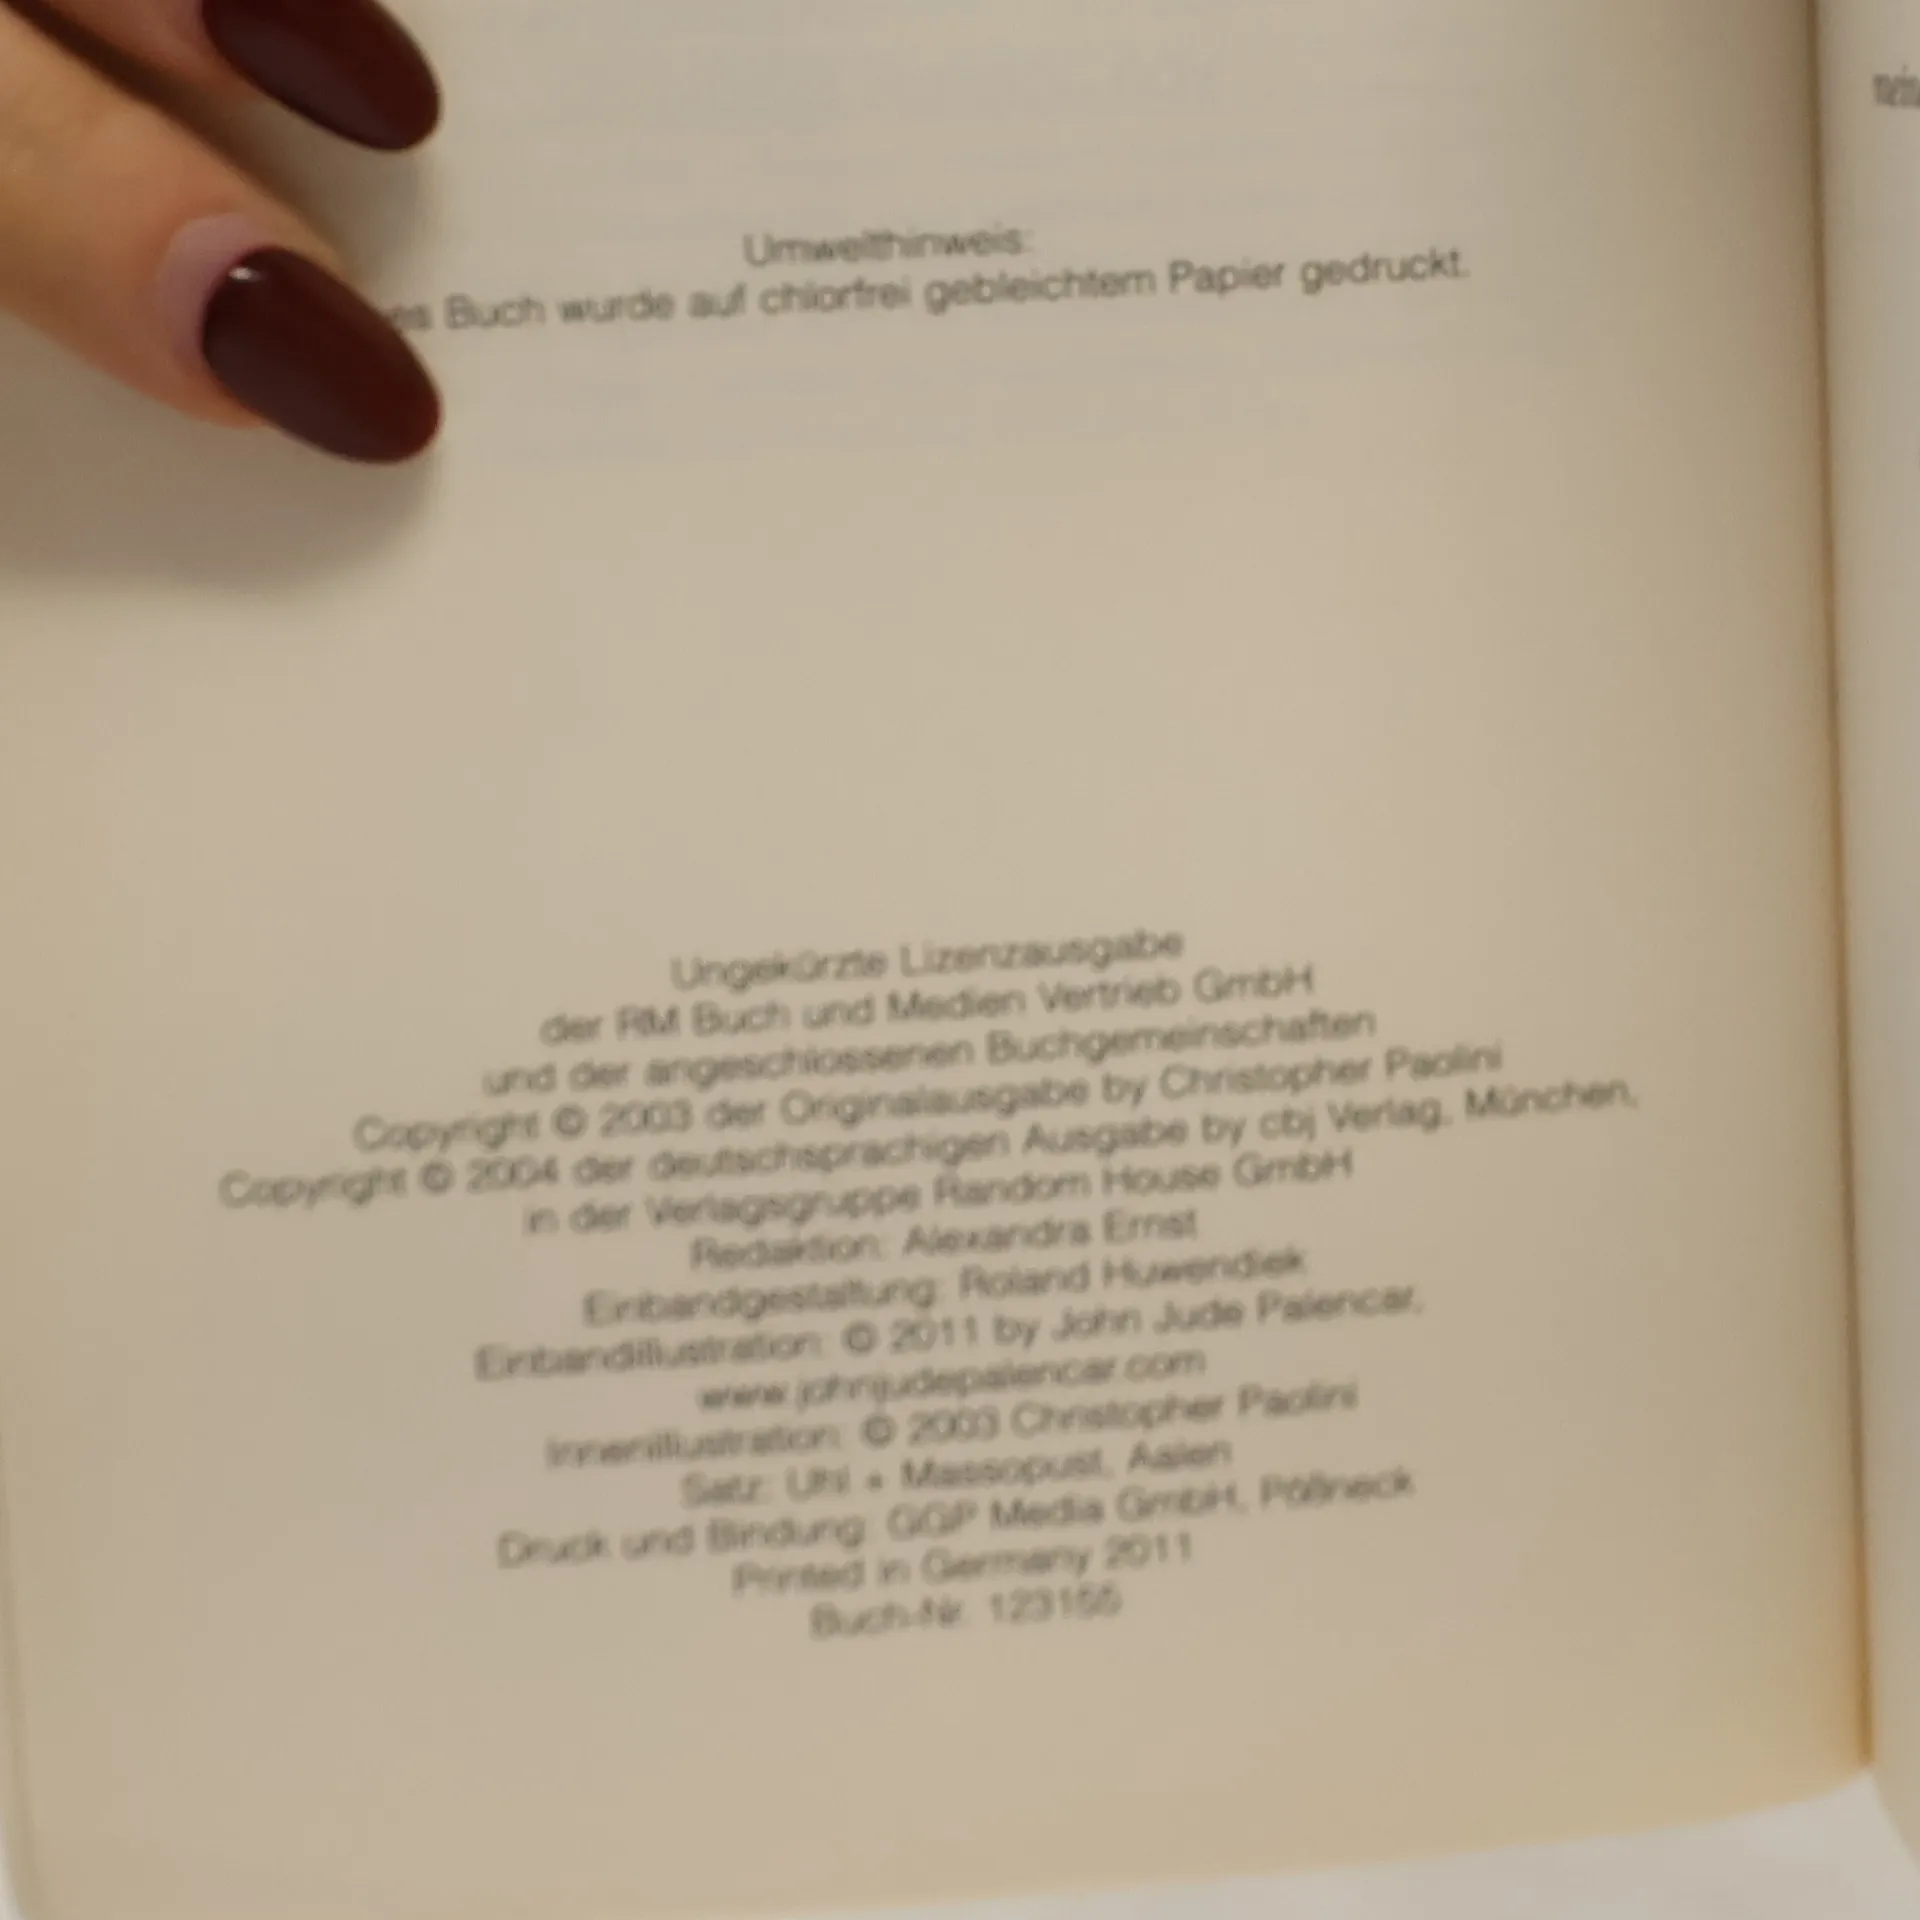 Umwelthinweis:
es Buch wurde auf chlorfrei gebleichtem Papier gedruckt.
Ungekürzte Lizenzausgabe
der RM Buch und Medien Vertrieb GmbH
und der angeschlossenen Buchgemeinschaften
Copyright © 2003 der Originalausgabe by Christopher Paolini
Copyright © 2004 der deutschsprachigen Ausgabe by cbj Verlag, München,
in der Verlagsgruppe Random House GmbH
Redaktion: Alexandra Ernst
Einbandgestaltung: Roland Huwendiek
Einbandillustration: © 2011 by John Jude Palencar,
www.johnjudepalencar.com
Innenillustration: © 2003 Christopher Paolini
Satz: Uhl + Massopust, Aalen
Druck und Bindung: GGP Media GmbH, Pößneck
Printed in Germany 2011
Buch-Nr. 123155